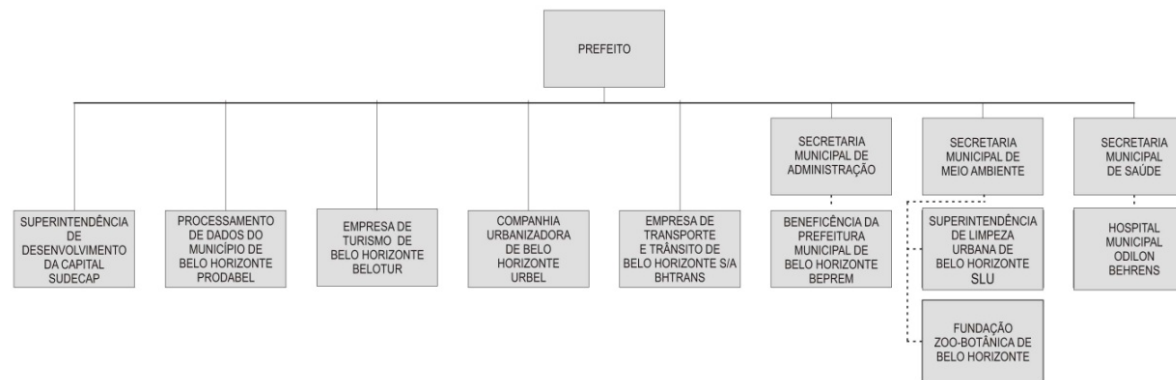 PREFEITO
SECRETARIA
MUNICIPAL DE
ADMINISTRAÇÃO
SECRETARIA
MUNICIPAL DE
MEIO AMBIENTE
SECRETARIA
MUNICIPAL
DE SAÚDE
SUPERINTENDÊNCIA
DE
DESENVOLVIMENTO
DA CAPITAL
SUDECAP
PROCESSAMENTO
DE DADOS DO
MUNICÍPIO DE
BELO HORIZONTE
PRODABEL
EMPRESA DE
TURISMO DE
BELO HORIZONTE
BELOTUR
COMPANHIA
URBANIZADORA
DE BELO
HORIZONTE
URBEL
EMPRESA DE
TRANSPORTE
E TRÂNSITO DE
BELO HORIZONTE S/A
BHTRANS
BENEFICÊNCIA DA
PREFEITURA
MUNICIPAL DE
BELO HORIZONTE
BEPREM
SUPERINTENDÊNCIA
DE LIMPEZA
URBANA DE
BELO HORIZONTE
SLU
HOSPITAL
MUNICIPAL
ODILON
BEHRENS
FUNDAÇÃO
ZOO-BOTÂNICA DE
BELO HORIZONTE